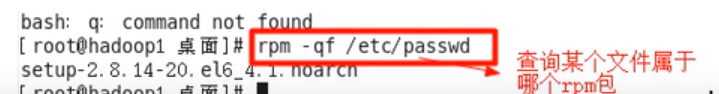 bash: q: command not found
[root@hadoop1 桌面]# rpm -qf /etc/passwd
setup-2.8.14-20.el6_4.1.noarch
查询某个文件属于
哪个rpm包
[root@hadoop1 桌面]#